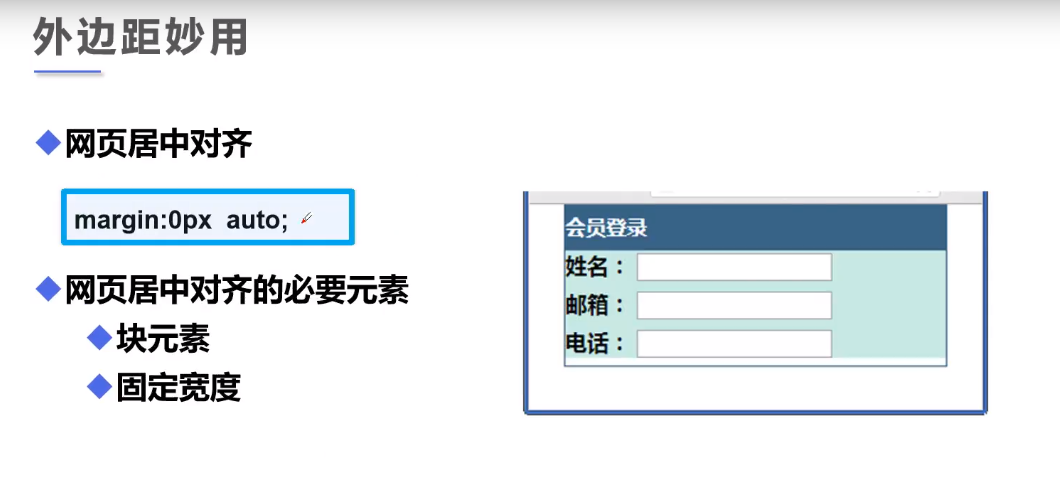 外边距妙用
网页居中对齐
margin:0px auto;
网页居中对齐的必要元素
块元素
固定宽度
会员登录
姓名：
邮箱：
电话：